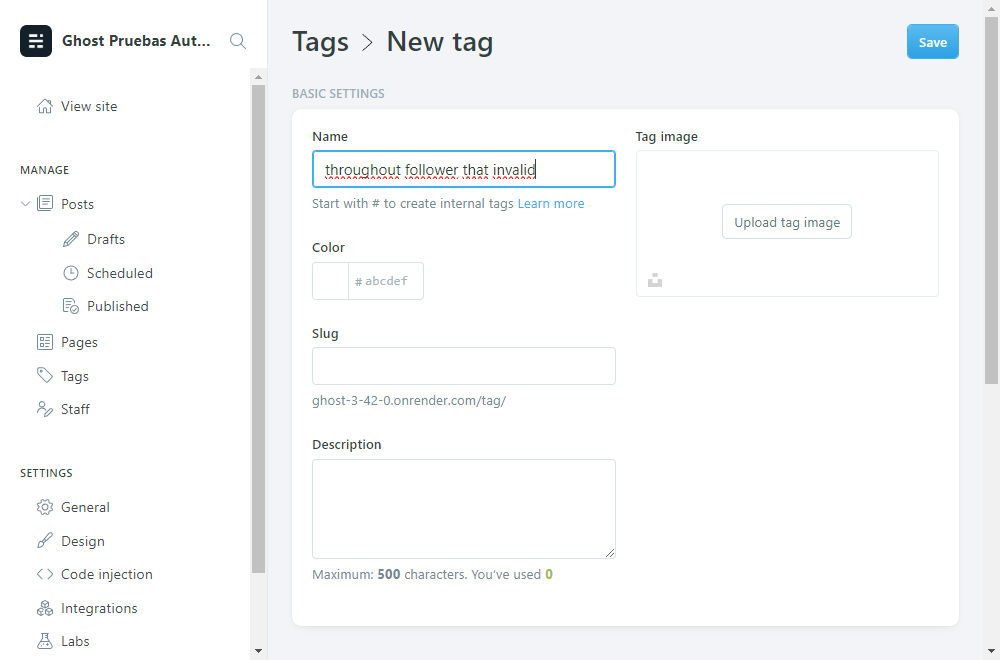 Ghost Pruebas Aut...
View site
MANAGE
Posts
Drafts
Scheduled
Published
Pages
Tags
Staff
SETTINGS
General
Design
Code injection
Integrations
Labs
Tags > New tag
Save
BASIC SETTINGS
Name
throughout follower that invalid
Start with # to create internal tags Learn more
Color
# abcdef
Slug
ghost-3-42-0.onrender.com/tag/
Description
Maximum: 500 characters. You've used 0
Tag image
Upload tag image